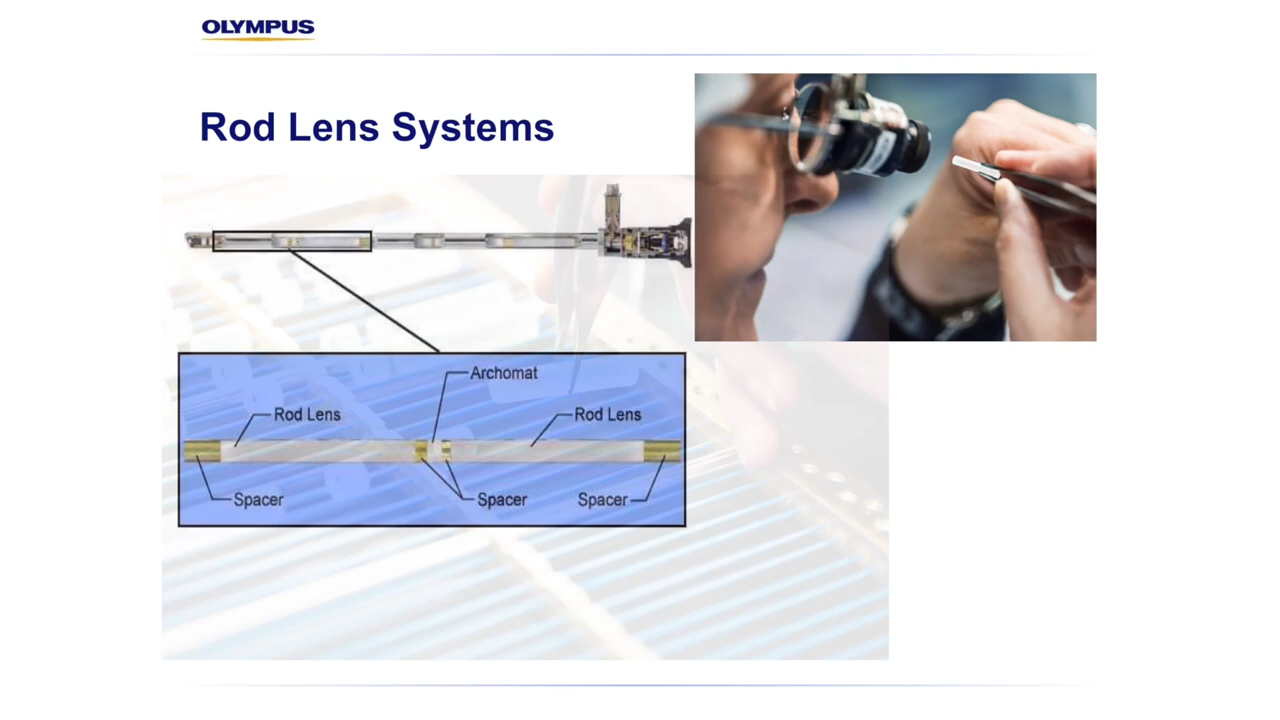 OLYMPUS
Rod Lens Systems
Archomat
Rod Lens
Rod Lens
Spacer
Spacer
Spacer